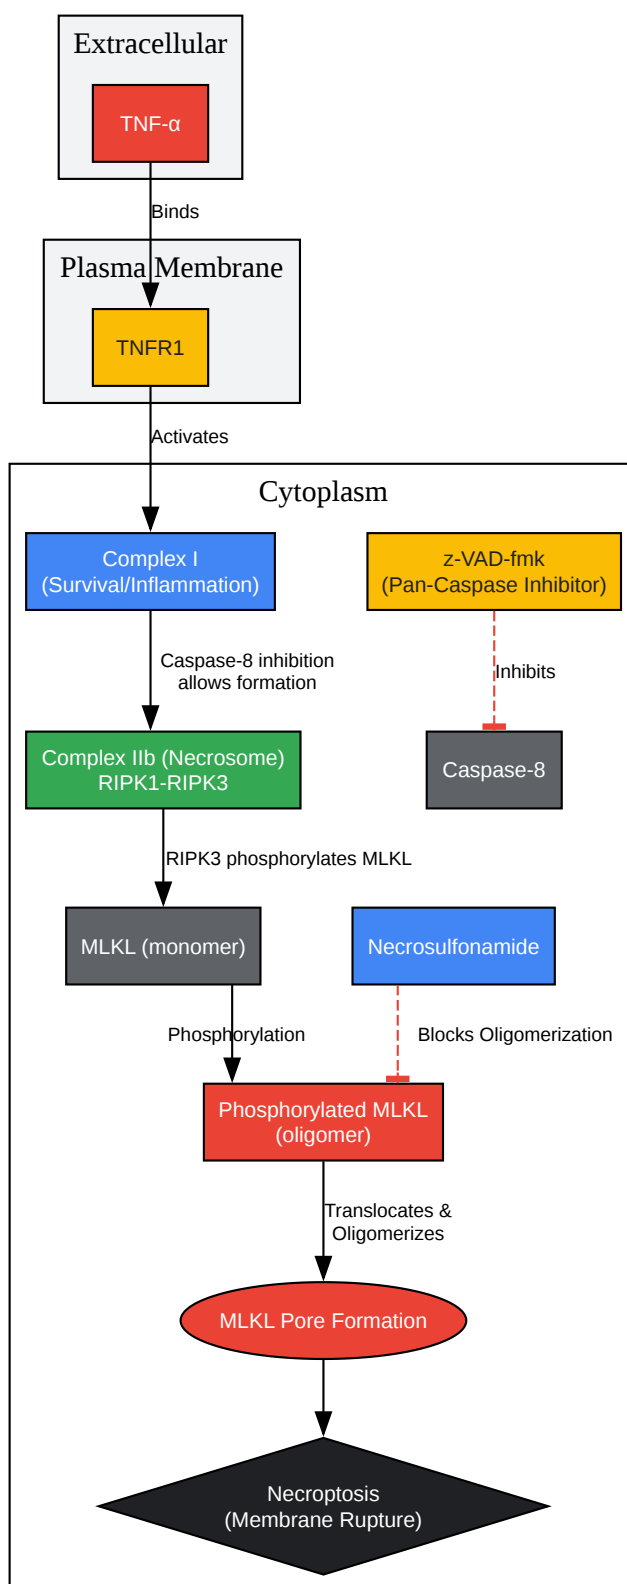 Extracellular
TNF-α
Binds
Plasma Membrane
TNFR1
Activates
Cytoplasm
Complex I
(Survival/Inflammation)
z-VAD-fmk
(Pan-Caspase Inhibitor)
Caspase-8 inhibition
allows formation
Inhibits
Complex IIb (Necrosome)
RIPK1-RIPK3
Caspase-8
RIPK3 phosphorylates MLKL
MLKL (monomer)
Necrosulfonamide
Phosphorylation
Blocks Oligomerization
Phosphorylated MLKL
(oligomer)
Translocates &
Oligomerizes
MLKL Pore Formation
Necroptosis
(Membrane Rupture)